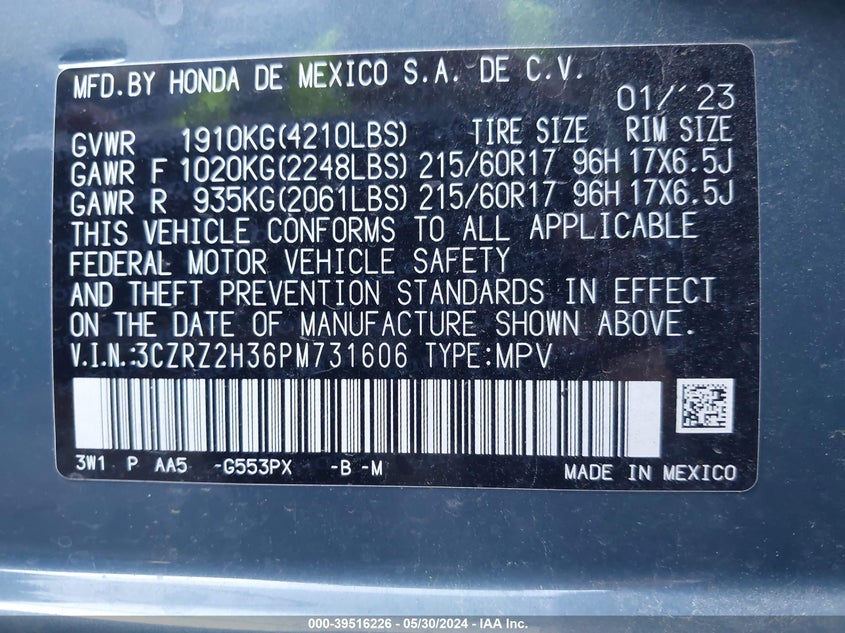 MFD.BY HONDA DE MEXICO S.A. DE C.V.
01/'23
GVWR 1910KG(4210LBS) TIRE SIZE RIM SIZE
GAWR F 1020KG(2248LBS) 215/60R17 96H 17X6.5J
GAWR R 935KG(2061LBS) 215/60R17 96H 17X6.5J
THIS VEHICLE CONFORMS TO ALL APPLICABLE
FEDERAL MOTOR VEHICLE SAFETY
AND THEFT PREVENTION STANDARDS IN EFFECT
ON THE DATE OF MANUFACTURE SHOWN ABOVE.
V.I.N.:3CZRZ2H36PM731606 TYPE:MPV
3W1 P AA5 -G553PX -B -M
MADE IN MEXICO
000-39516226 - 05/30/2024 - IAA Inc.